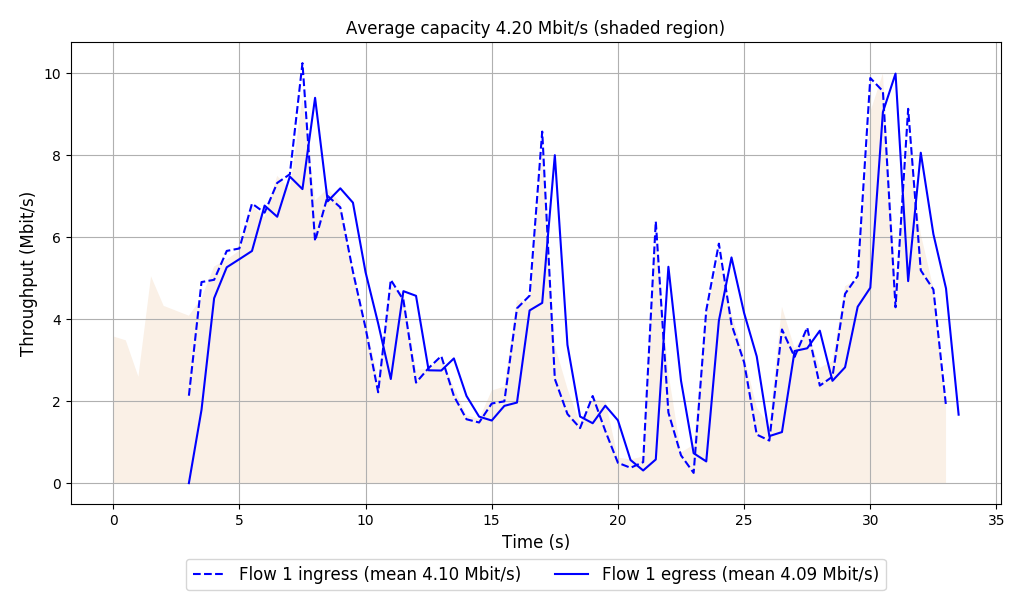 Average capacity 4.20 Mbit/s (shaded region)
Throughput (Mbit/s)
10
8
6
4
2
0
0 5 10 15 20 25 30 35
Time (s)
Flow 1 ingress (mean 4.10 Mbit/s) Flow 1 egress (mean 4.09 Mbit/s)